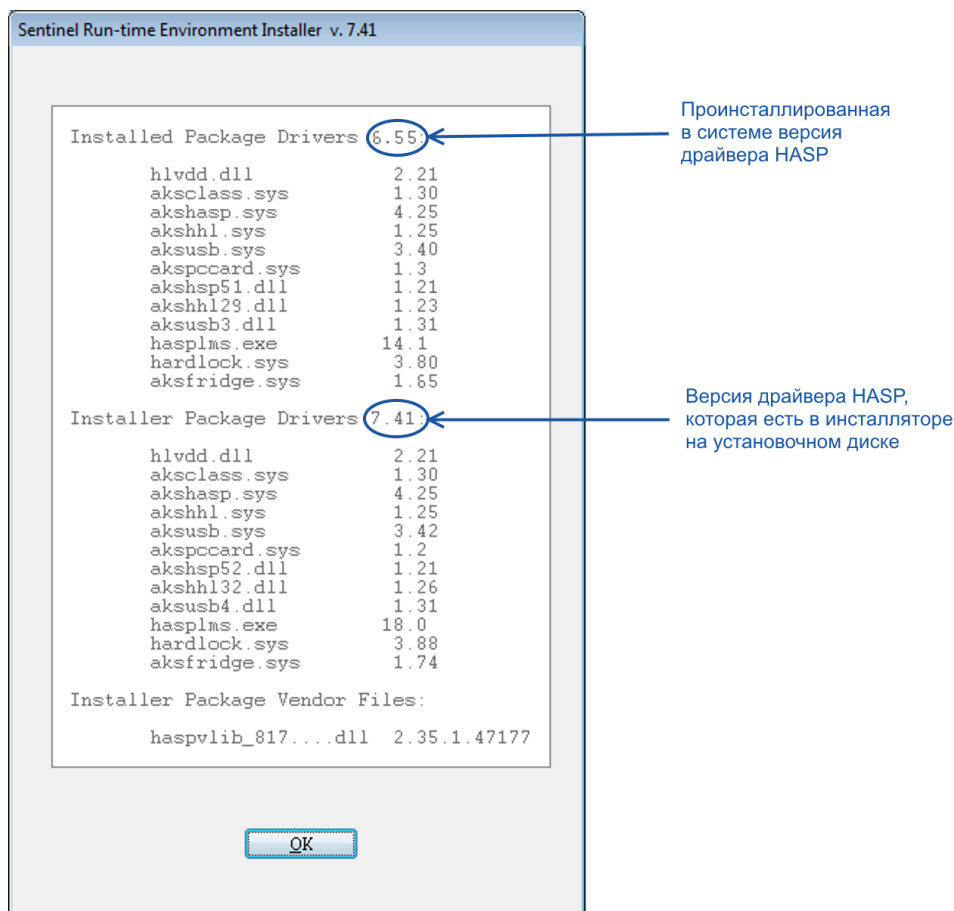 Sentinel Run-time Environment Installer v. 7.41
Installed Package Drivers 6.55:
hlvdd.dll 2.21
aksclass.sys 1.30
akshasp.sys 4.25
akshhl.sys 1.25
aksusb.sys 3.40
akspccard.sys 1.3
akshsp51.dll 1.21
akshhl29.dll 1.23
aksusb3.dll 1.31
hasplms.exe 14.1
hardlock.sys 3.80
aksfridge.sys 1.65
Проинсталлированная
в системе версия
драйвера HASP
Installer Package Drivers 7.41:
hlvdd.dll 2.21
aksclass.sys 1.30
akshasp.sys 4.25
akshhl.sys 1.25
aksusb.sys 3.42
akspccard.sys 1.2
akshsp52.dll 1.21
akshhl32.dll 1.26
aksusb4.dll 1.31
hasplms.exe 18.0
hardlock.sys 3.88
aksfridge.sys 1.74
Версия драйвера HASP,
которая есть в инсталляторе
на установочном диске
Installer Package Vendor Files:
haspvlib_817....dll 2.35.1.47177
OK